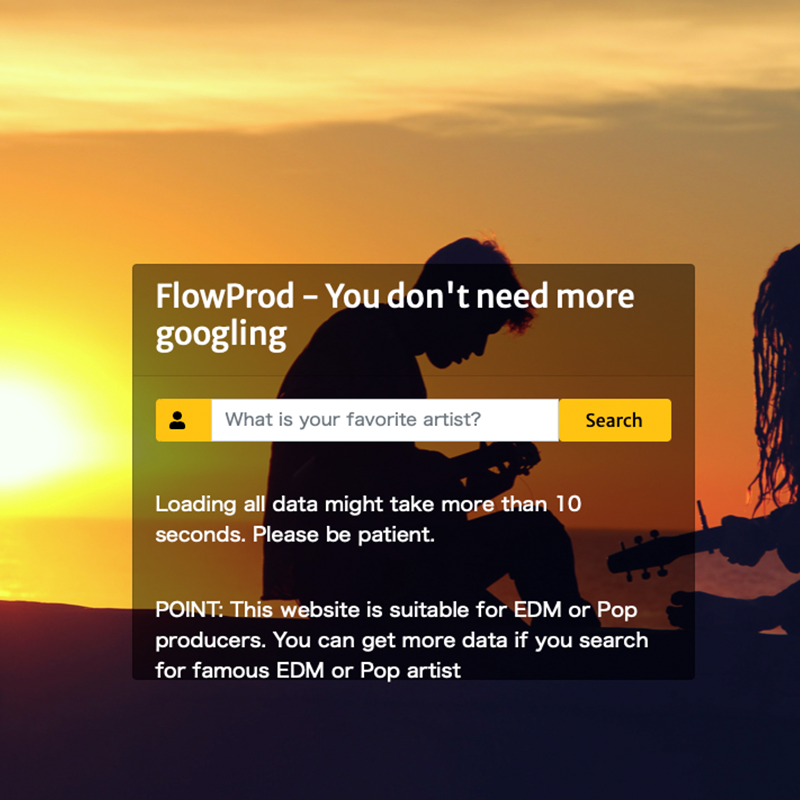 FlowProd - You don't need more
googling
What is your favorite artist?
Search
Loading all data might take more than 10
seconds. Please be patient.
POINT: This website is suitable for EDM or Pop
producers. You can get more data if you search
for famous EDM or Pop artist